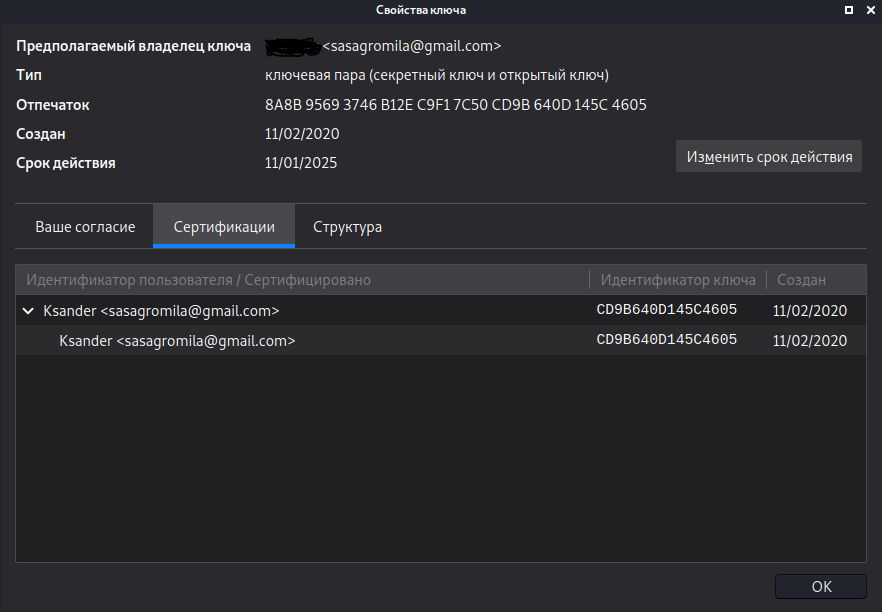 Свойства ключа
Предполагаемый владелец ключа <sasagromila@gmail.com>
Тип ключевая пара (секретный ключ и открытый ключ)
Отпечаток 8A8B 9569 3746 B12E C9F1 7C50 CD9B 640D 145C 4605
Создан 11/02/2020
Срок действия 11/01/2025
Изменить срок действия
Ваше согласие Сертификации Структура
Идентификатор пользователя / Сертифицировано Идентификатор ключа Создан
Ksander <sasagromila@gmail.com> CD9B640D145C4605 11/02/2020
Ksander <sasagromila@gmail.com> CD9B640D145C4605 11/02/2020
OK